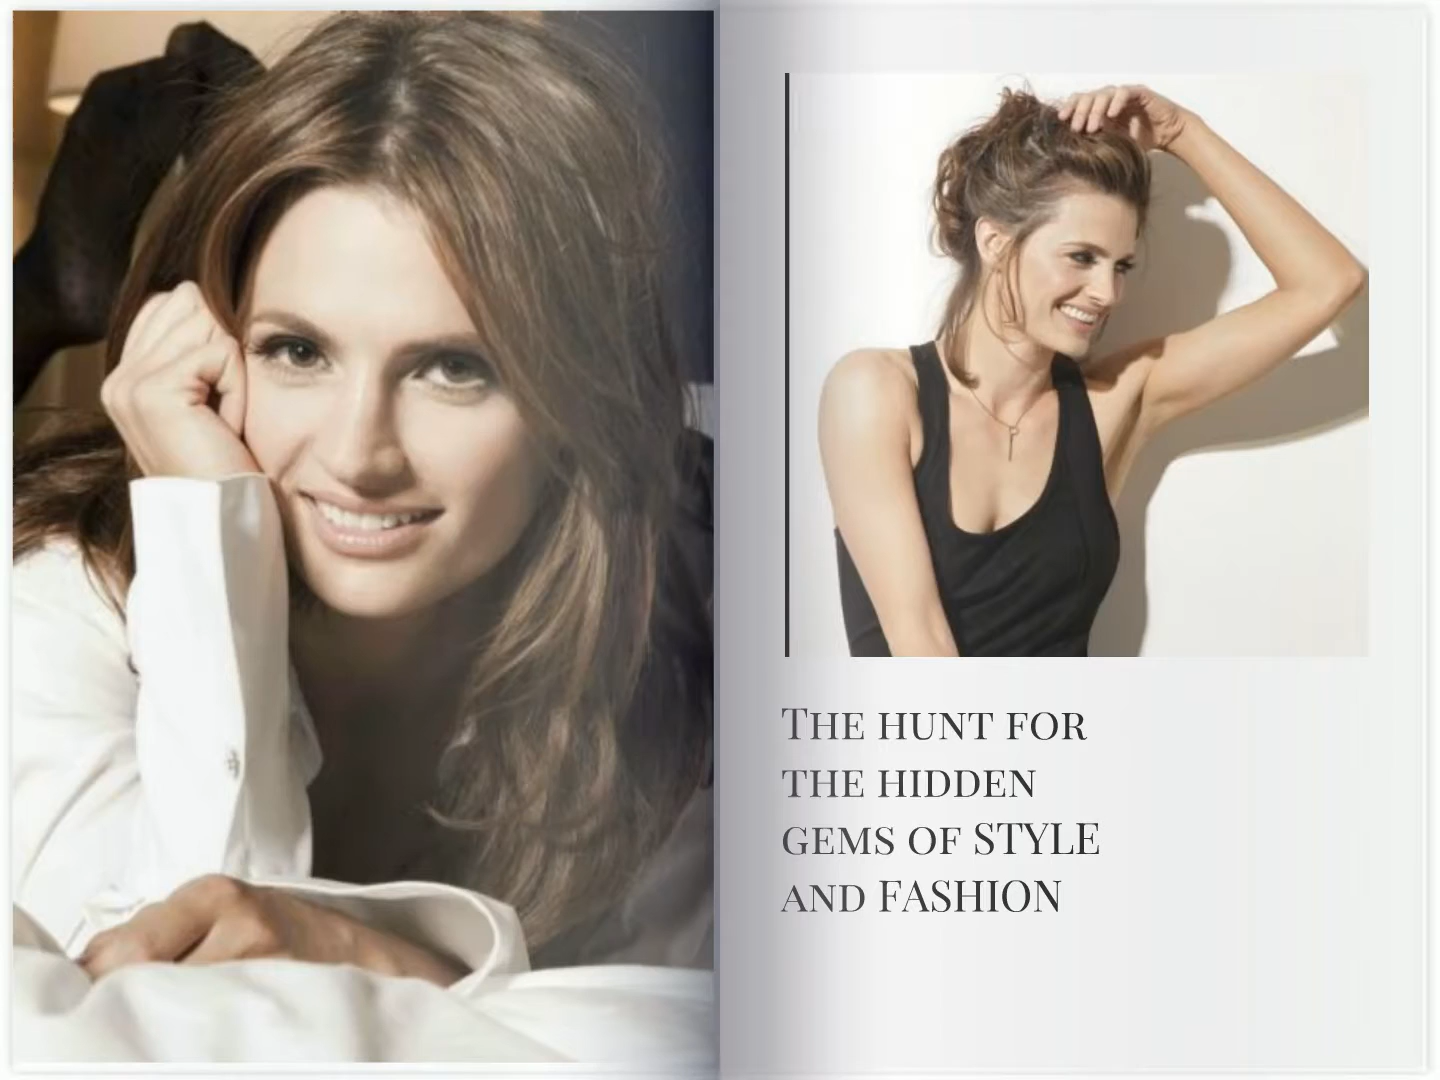 The hunt for
the hidden
gems of STYLE
and FASHION